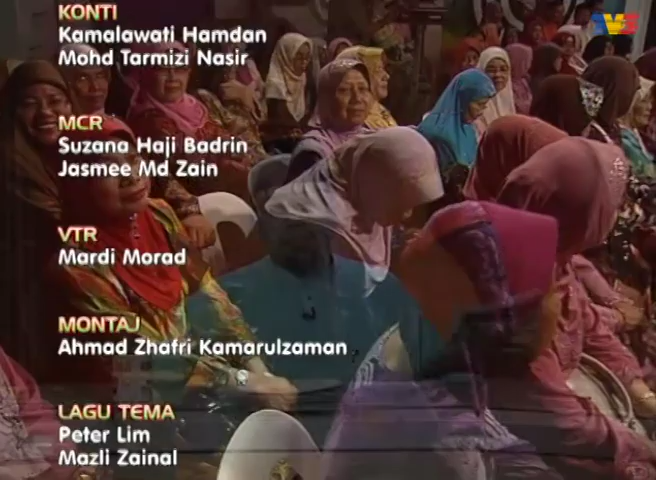 TV3
KONTI
Kamalawati Hamdan
Mohd Tarmizi Nasir
MCR
Suzana Haji Badrin
Jasmee Md Zain
VTR
Mardi Morad
MONTAJ
Ahmad Zhafri Kamarulzaman
LAGU TEMA
Peter Lim
Mazli Zainal